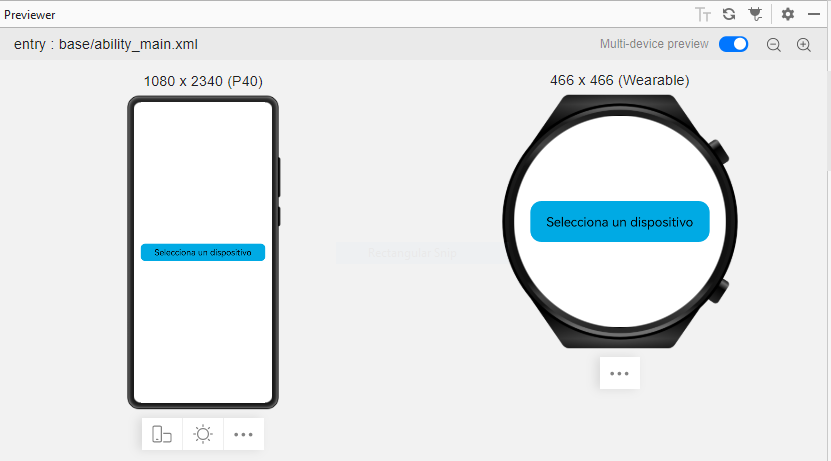 Previewer
entry : base/ability_main.xml
Multi-device preview
1080 x 2340 (P40)
466 x 466 (Wearable)
Selecciona un dispositivo
Selecciona un dispositivo
Rectangular Snip